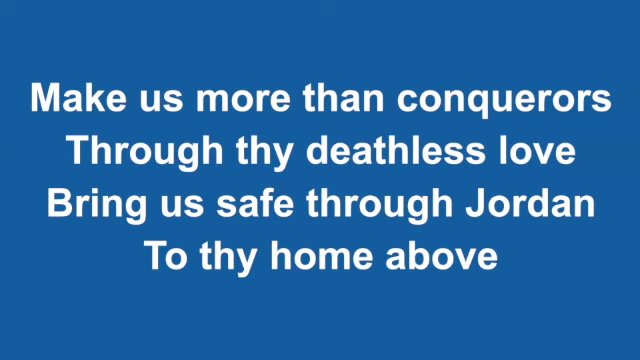 Make us more than conquerors
Through thy deathless love
Bring us safe through Jordan
To thy home above